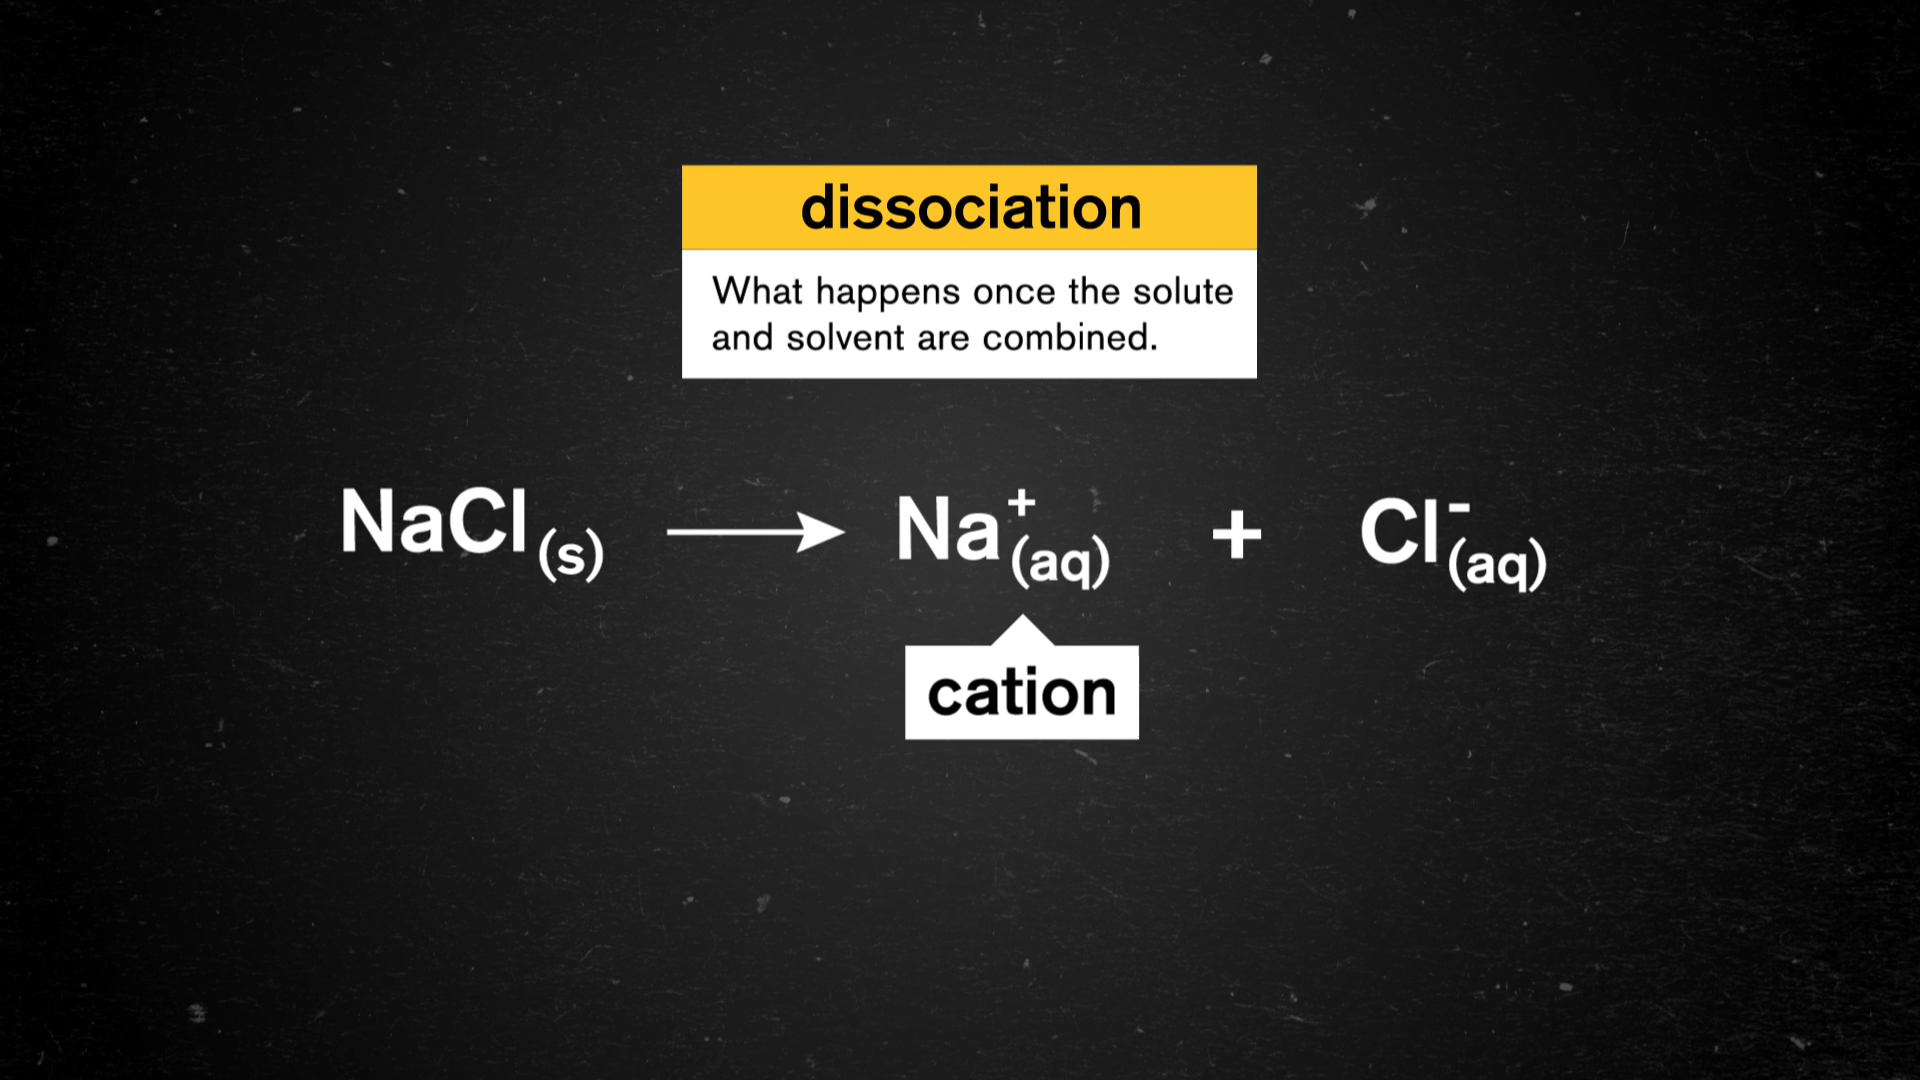 dissociation
What happens once the solute
and solvent are combined.
NaCl(s) → Na+(aq) + Cl-(aq)
cation